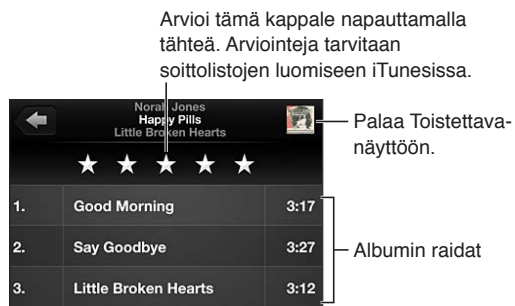 Arvioi tämä kappale napauttamalla
tähteä. Arviointeja tarvitaan
soittolistojen luomiseen iTunesissa.
Norah Jones
Happy Pills
Little Broken Hearts
Palaa Toistettava-
näyttöön.
1. Good Morning 3:17
2. Say Goodbye 3:27
3. Little Broken Hearts 3:12
Albumin raidat